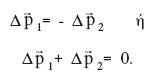 Δp⃗₁ = - Δp⃗₂ ή
Δp⃗₁ + Δp⃗₂ = 0.